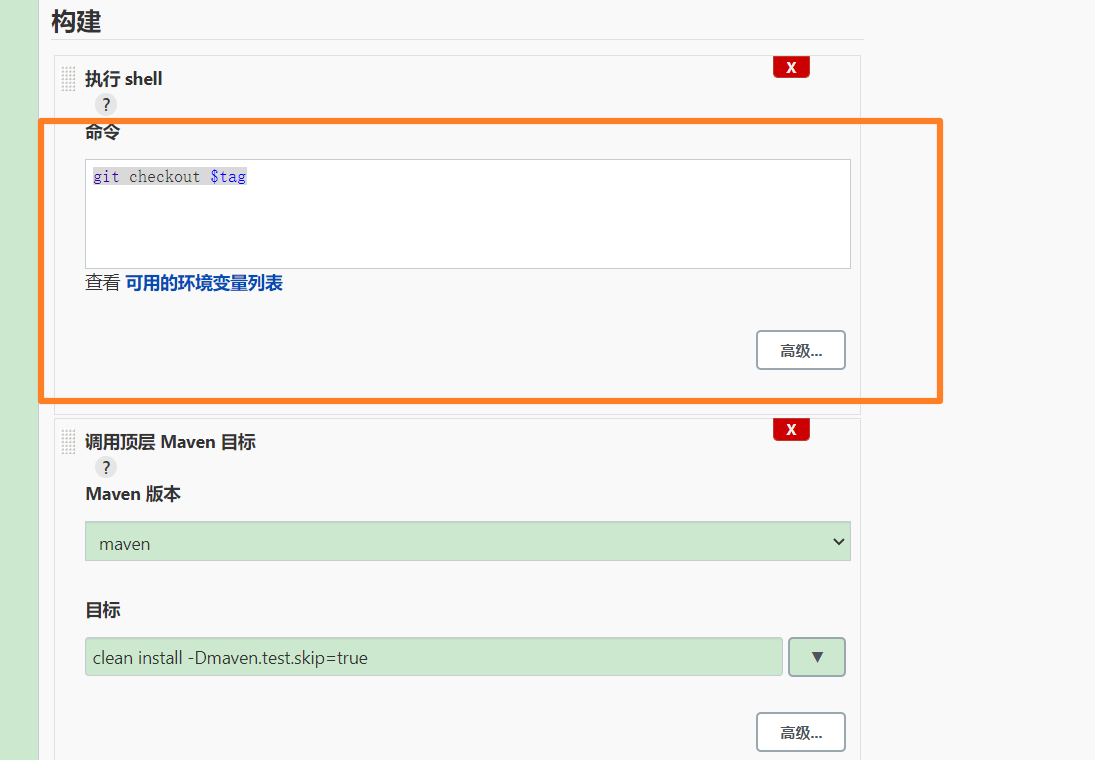 构建
执行 shell
X
?
命令
git checkout $tag
查看 可用的环境变量列表
高级...
调用顶层 Maven 目标
X
?
Maven 版本
maven
目标
clean install -Dmaven.test.skip=true
▼
高级...